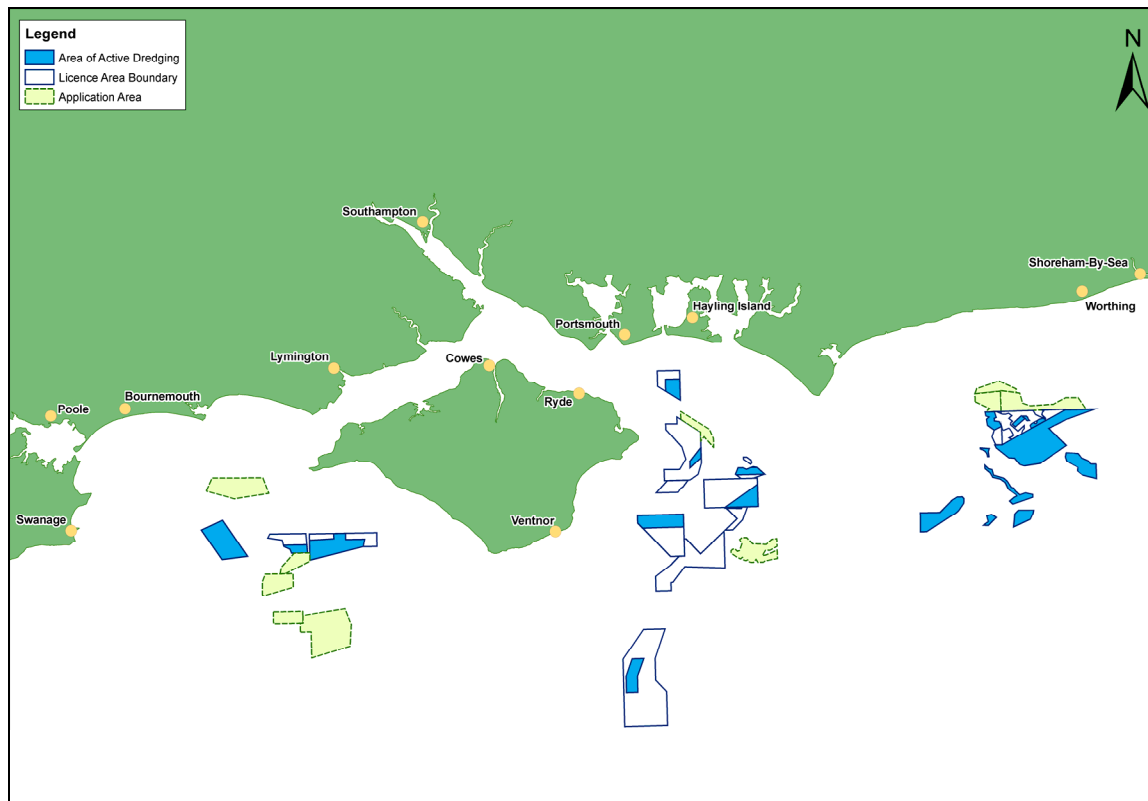 Legend
Area of Active Dredging
Licence Area Boundary
Application Area
N
Southampton
Shoreham-By-Sea
Worthing
Hayling Island
Portsmouth
Lymington
Cowes
Ryde
Bournemouth
Poole
Swanage
Ventnor